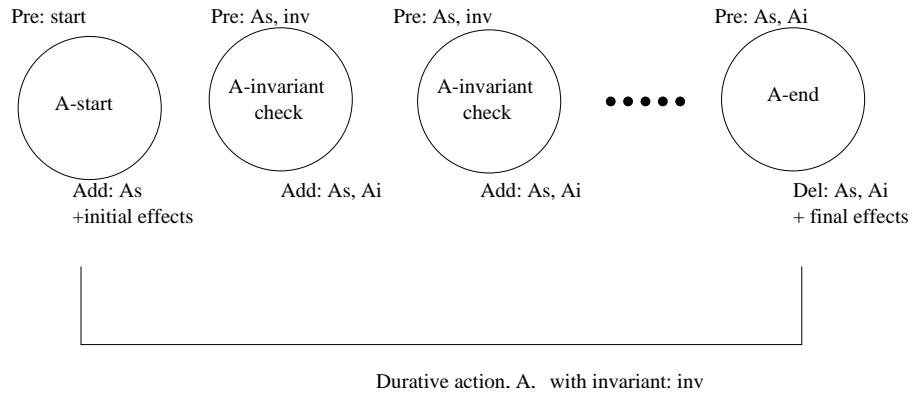 Pre: start
Pre: As, inv
Pre: As, inv
Pre: As, Ai
A-start
A-invariant
check
A-invariant
check
A-end
Add: As
+initial effects
Add: As, Ai
Add: As, Ai
Del: As, Ai
+ final effects
Durative action, A, with invariant: inv